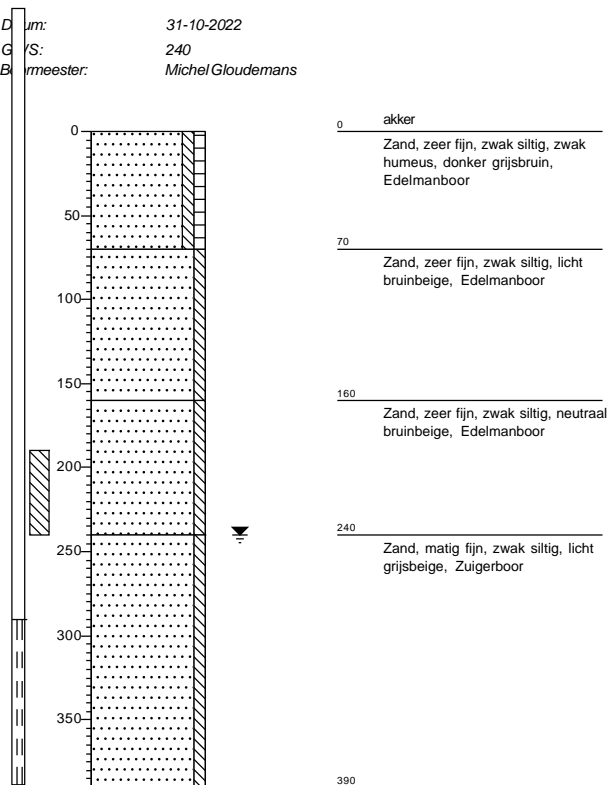 31-10-2022
240
Michel Gloudemans
akker
0
0
Zand, zeer fijn, zwak siltig, zwak
humeus, donker grijsbruin,
Edelmanboor
50
70
Zand, zeer fijn, zwak siltig, licht
bruinbeige, Edelmanboor
100
150
160
Zand, zeer fijn, zwak siltig, neutraal
bruinbeige, Edelmanboor
200
240
250
Zand, matig fijn, zwak siltig, licht
grijsbeige, Zuigerboor
300
350
390